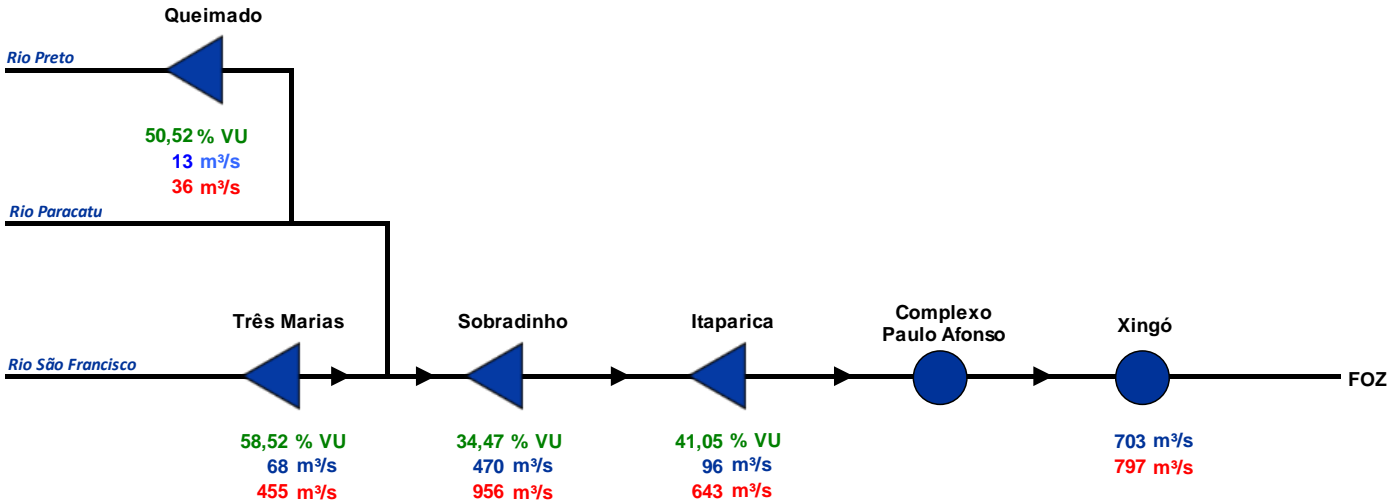 Queimado
Rio Preto
50,52 % VU
13 m³/s
36 m³/s
Rio Paracatu
Três Marias
Sobradinho
Itaparica
Complexo
Paulo Afonso
Xingó
Rio São Francisco
FOZ
58,52 % VU
68 m³/s
455 m³/s
34,47 % VU
470 m³/s
956 m³/s
41,05 % VU
96 m³/s
643 m³/s
703 m³/s
797 m³/s